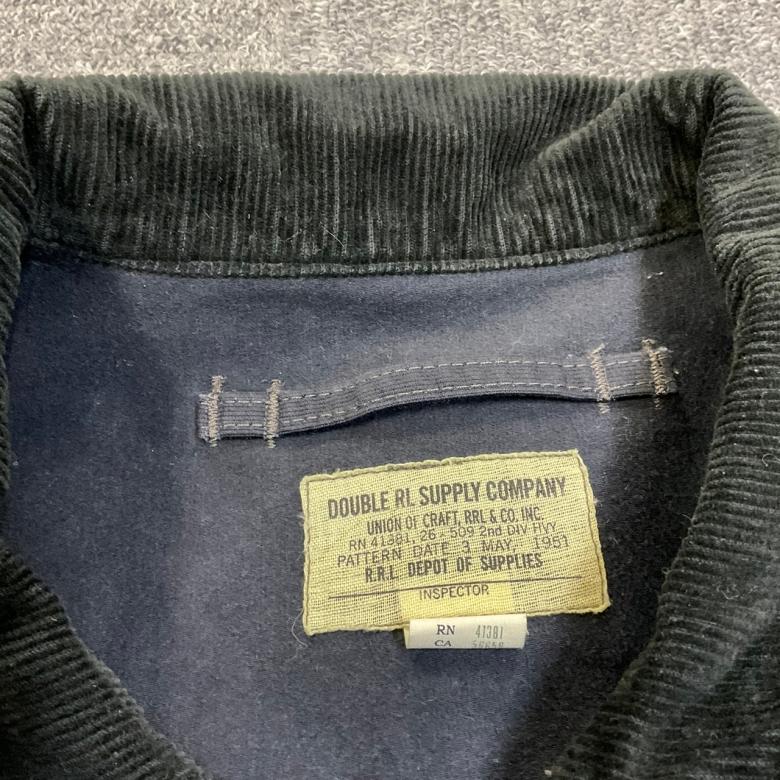 DOUBLE RL SUPPLY COMPANY
UNION OF CRAFT, RRL & CO. INC.
RN 41381, 26 - 509 2nd DIV HVY
PATTERN DATE 3 MAY 1951
R.R.L. DEPOT OF SUPPLIES
INSPECTOR
RN 41381
CA